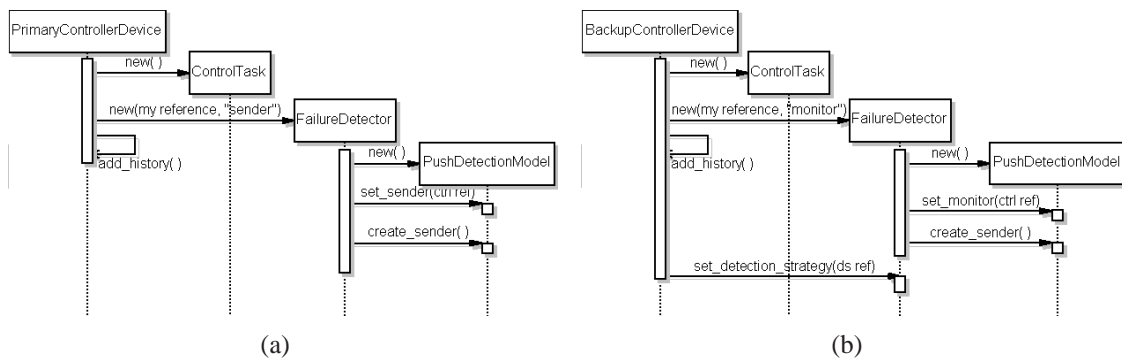 PrimaryControllerDevice
new( )
ControlTask
new(my reference, "sender")
FailureDetector
add_history( )
new()
PushDetectionModel
set_sender(ctrl ref)
create_sender( )
(a)
BackupControllerDevice
new( )
ControlTask
new(my reference, "monitor")
FailureDetector
add_history( )
new()
PushDetectionModel
set_monitor(ctrl ref)
create_sender( )
set_detection_strategy(ds ref)
(b)